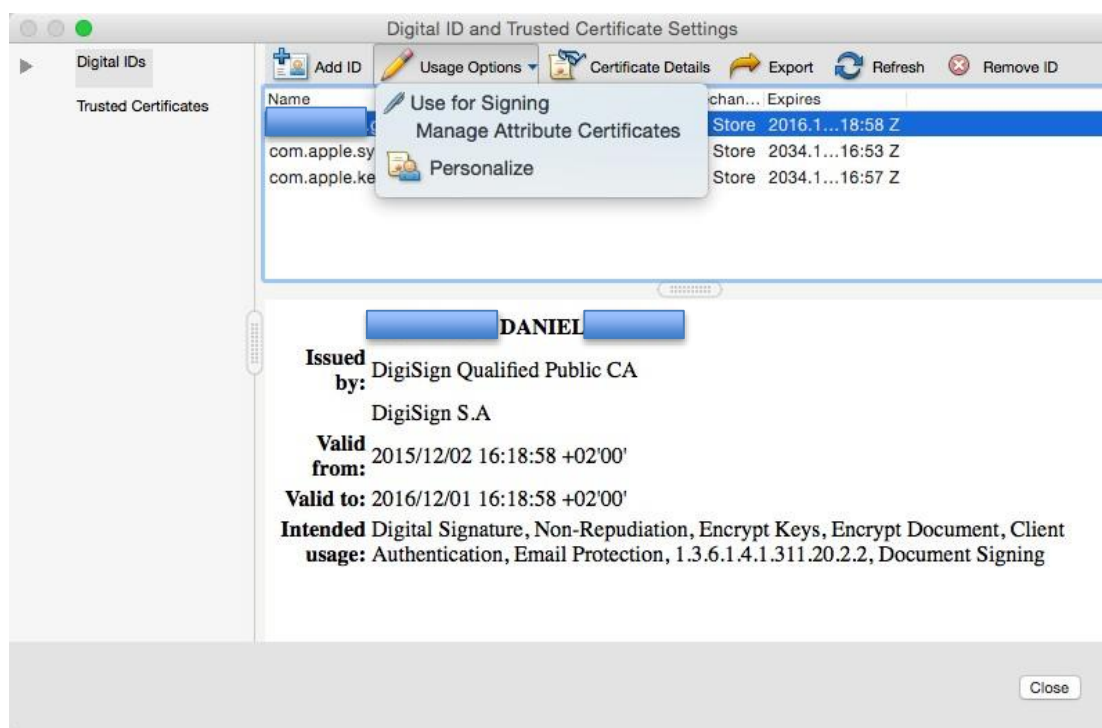 Digital ID and Trusted Certificate Settings
Digital IDs
Trusted Certificates
Add ID Usage Options Certificate Details Export Refresh Remove ID
Name chan... Expires
Use for Signing
Manage Attribute Certificates
Personalize
Store 2016.1...18:58 Z
com.apple.sy Store 2034.1...16:53 Z
com.apple.ke Store 2034.1...16:57 Z
DANIEL
Issued by: DigiSign Qualified Public CA
DigiSign S.A
Valid from: 2015/12/02 16:18:58 +02'00'
Valid to: 2016/12/01 16:18:58 +02'00'
Intended Digital Signature, Non-Repudiation, Encrypt Keys, Encrypt Document, Client
usage: Authentication, Email Protection, 1.3.6.1.4.1.311.20.2.2, Document Signing
Close